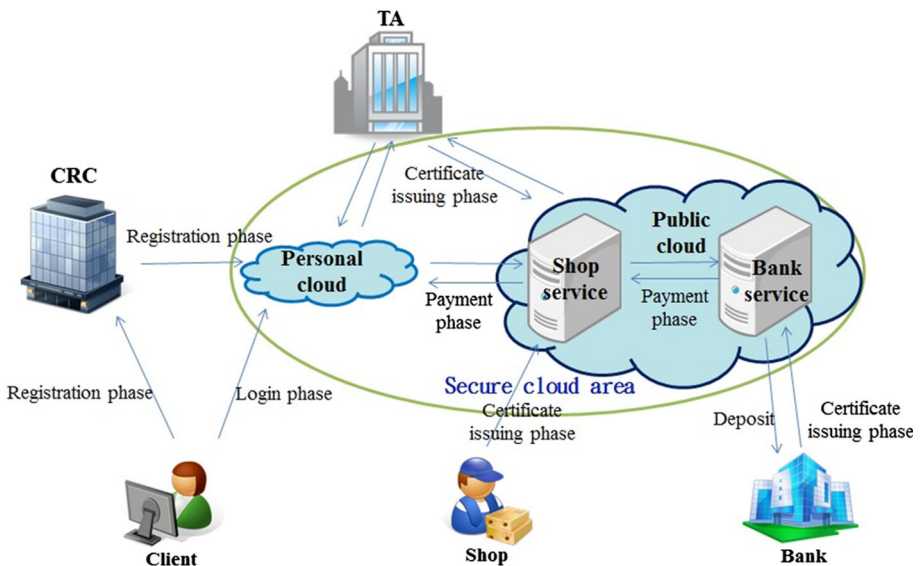 TA
CRC
Certificate
issuing phase
Registration phase
Personal
cloud
Public
cloud
Shop
service
Bank
service
Payment
phase
Payment
phase
Secure cloud area
Registration phase
Login phase
Certificate
issuing phase
Deposit
Certificate
issuing phase
Client
Shop
Bank